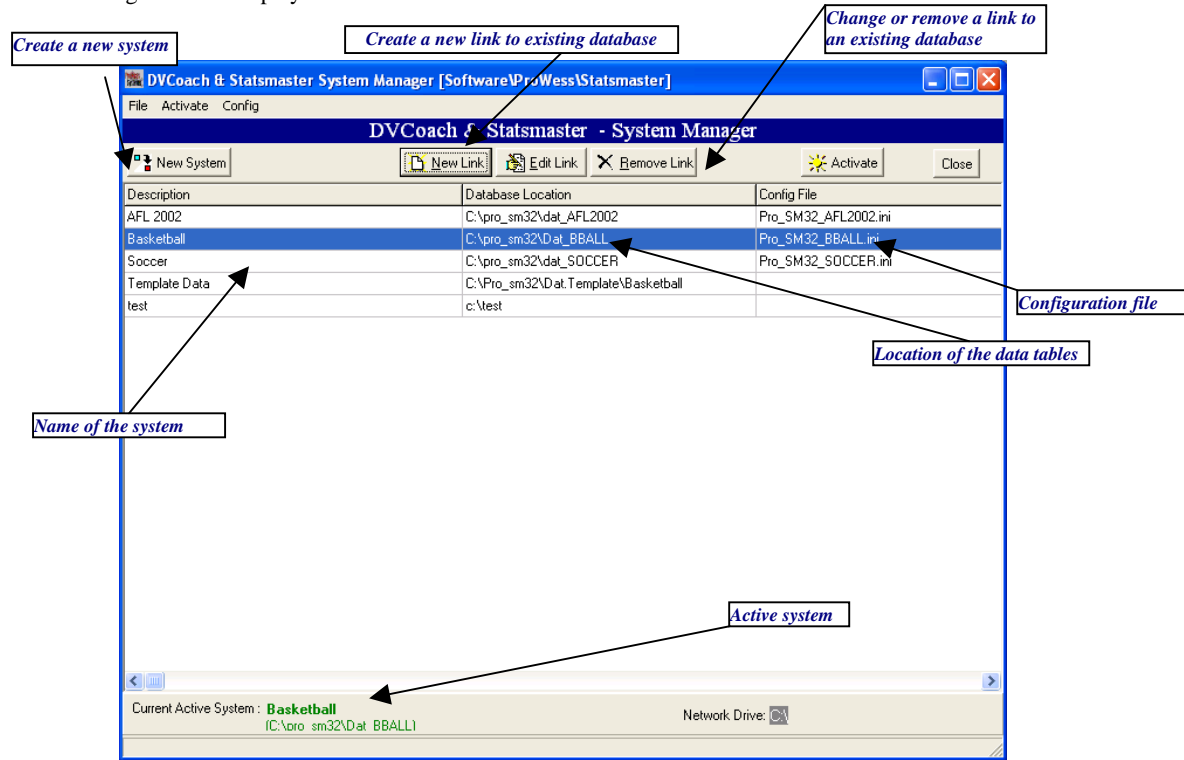 Change or remove a link to
an existing database
Create a new system
Create a new link to existing database
DVCoach & Statsmaster System Manager [Software\ProWess\Statsmaster]
File Activate Config
DVCoach & Statsmaster - System Manager
New System New Link Edit Link Remove Link Activate Close
Description Database Location Config File
AFL 2002 C:\pro_sm32\dat_AFL2002 Pro_SM32_AFL2002.ini
Basketball C:\pro_sm32\Dat_BBALL Pro_SM32_BBALL.ini
Soccer C:\pro_sm32\dat_SOCCER Pro_SM32_SOCCER.ini
Template Data C:\Pro_sm32\Dat.Template\Basketball
test c:\test
Configuration file
Location of the data tables
Name of the system
Active system
Current Active System : Basketball Network Drive: C:\
(C:\pro_sm32\Dat_BBALL)